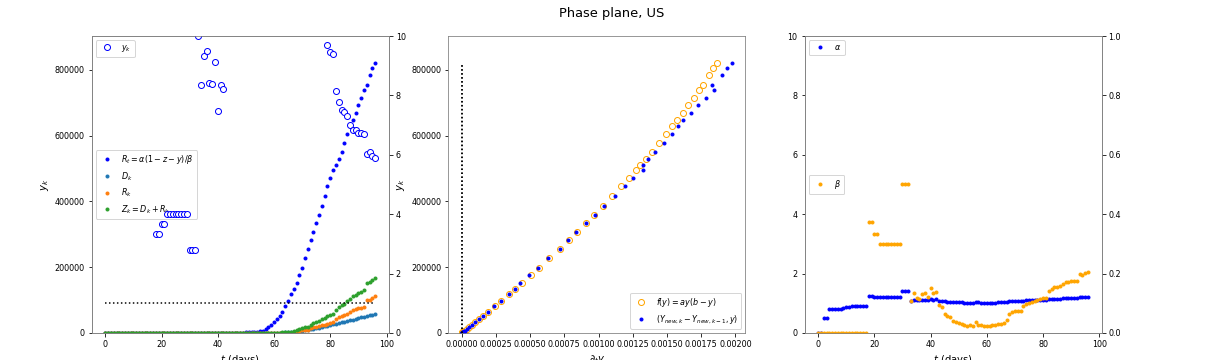 Phase plane, US
800000
600000
400000
200000
0
10
8
6
4
2
0
0 20 40 60 80 100
y_k
t (days)
y_k
R_t = α(1 − z − y)/β
D_k
R_k
Z_k = D_k + R_k
y_k
800000
600000
400000
200000
0
0.00000 0.00025 0.00050 0.00075 0.00100 0.00125 0.00150 0.00175 0.00200
f(y) = ay(b − y)
(Y_new,k − Y_new,k−1, y)
10
8
6
4
2
0
1.0
0.8
0.6
0.4
0.2
0.0
0 20 40 60 80 100
t (days)
α
β